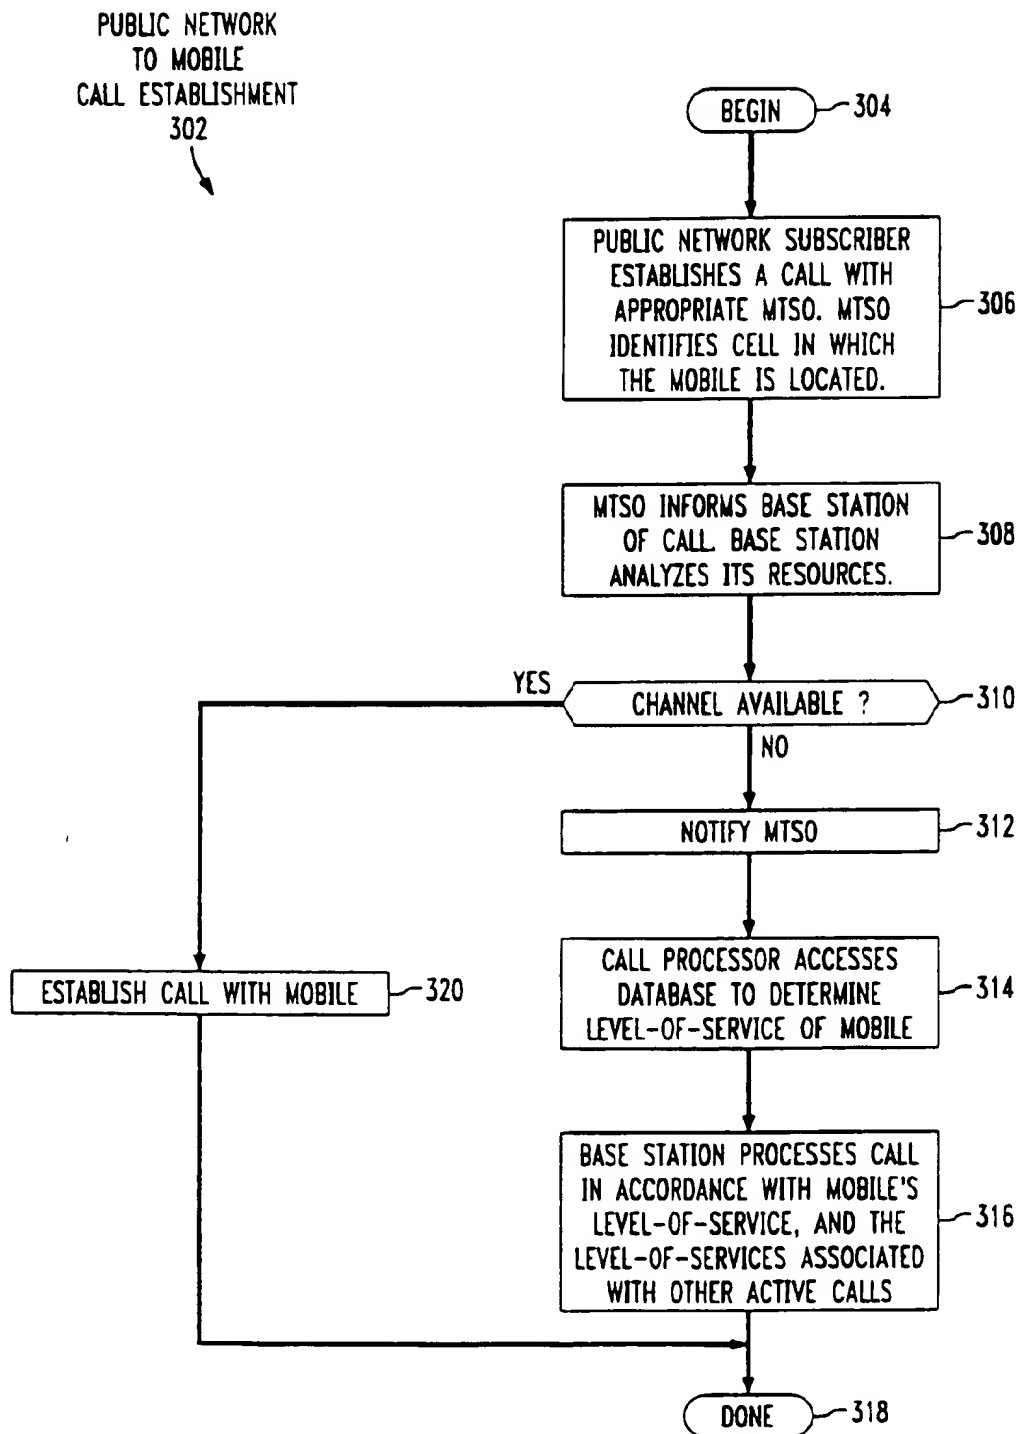 PUBLIC NETWORK
TO MOBILE
CALL ESTABLISHMENT
302
BEGIN
304
PUBLIC NETWORK SUBSCRIBER
ESTABLISHES A CALL WITH
APPROPRIATE MTSO. MTSO
IDENTIFIES CELL IN WHICH
THE MOBILE IS LOCATED.
306
MTSO INFORMS BASE STATION
OF CALL. BASE STATION
ANALYZES ITS RESOURCES.
308
YES
CHANNEL AVAILABLE ?
310
NO
NOTIFY MTSO
312
CALL PROCESSOR ACCESSES
DATABASE TO DETERMINE
LEVEL-OF-SERVICE OF MOBILE
314
ESTABLISH CALL WITH MOBILE
320
BASE STATION PROCESSES CALL
IN ACCORDANCE WITH MOBILE'S
LEVEL-OF-SERVICE, AND THE
LEVEL-OF-SERVICES ASSOCIATED
WITH OTHER ACTIVE CALLS
316
DONE
318